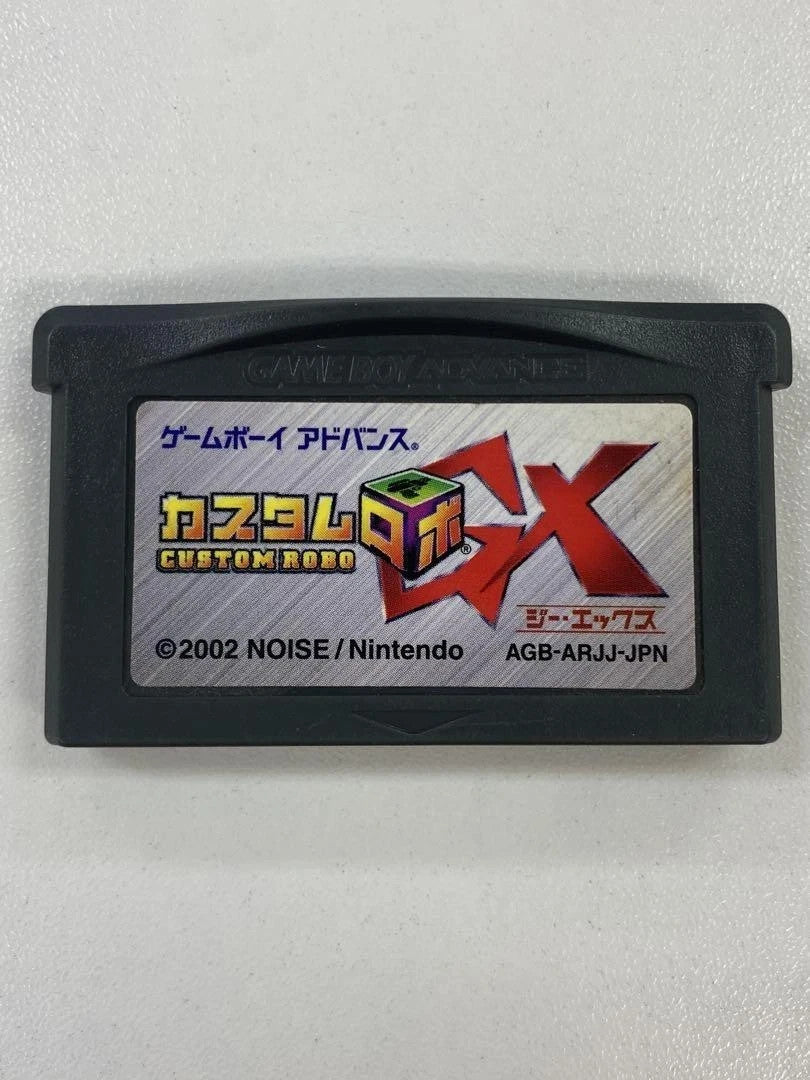 GAME BOY ADVANCE
ゲームボーイ アドバンス®
カスタムロボ® GX
CUSTOM ROBO
ジー・エックス
©2002 NOISE/Nintendo AGB-ARJJ-JPN